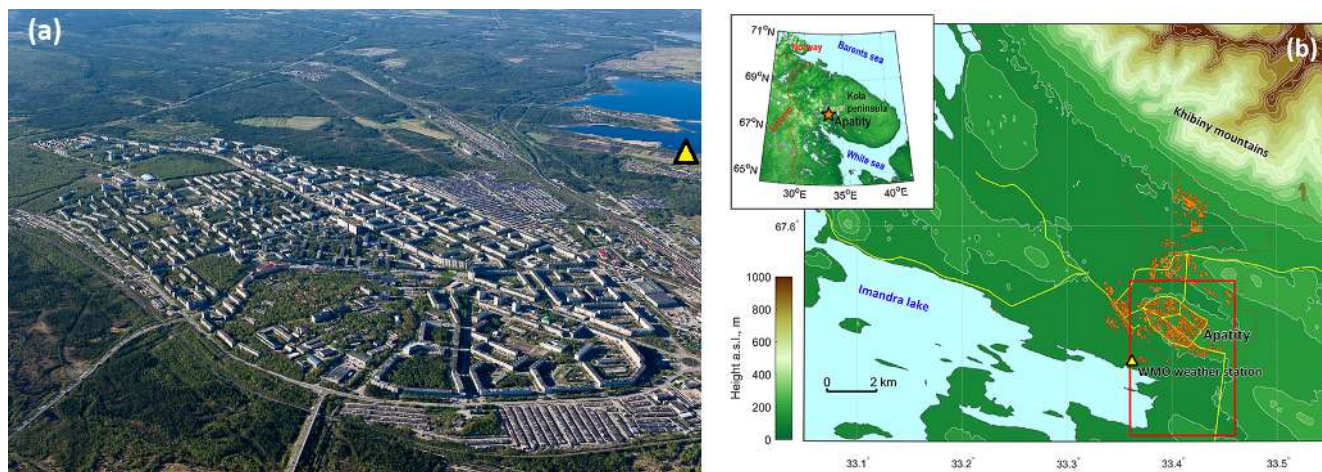 (a)
(b)
71°N
69°N
67°N
65°N
30°E
35°E
40°E
Norway
Barents sea
Kola
peninsula
Apatity
White sea
Khibiny mountains
67.6°
Imandra lake
Apatity
WMO weather station
0 2 km
Height a.s.l., m
1000
800
600
400
200
0
33.1
33.2
33.3
33.4
33.5